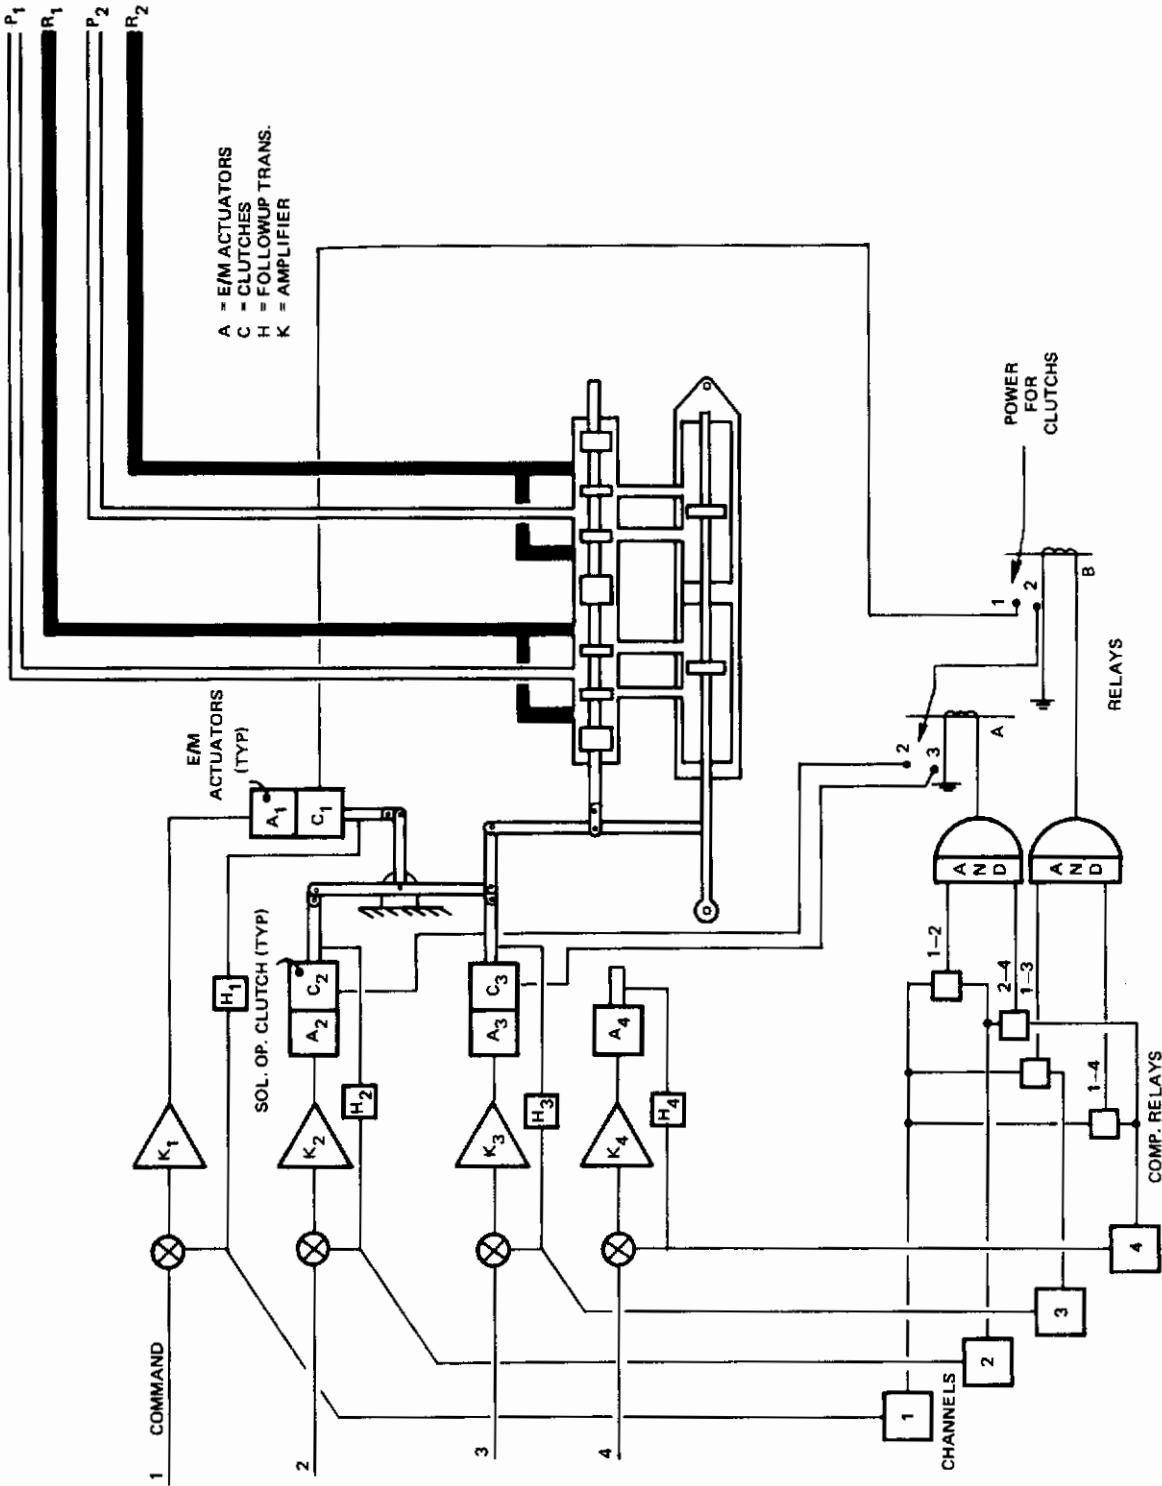 P1
R1
P2
R2
A = E/M ACTUATORS
C = CLUTCHES
H = FOLLOWUP TRANS.
K = AMPLIFIER
E/M
ACTUATORS
(TYP)
A1
C1
SOL. OP. CLUTCH (TYP)
A2
C2
A3
C3
A4
H1
H2
H3
H4
K1
K2
K3
K4
1 COMMAND
2
3
4
POWER
FOR
CLUTCHS
1
2
B
2
3
A
RELAYS
AND
AND
1-2
2-4
1-3
1-4
COMP. RELAYS
CHANNELS
1
2
3
4